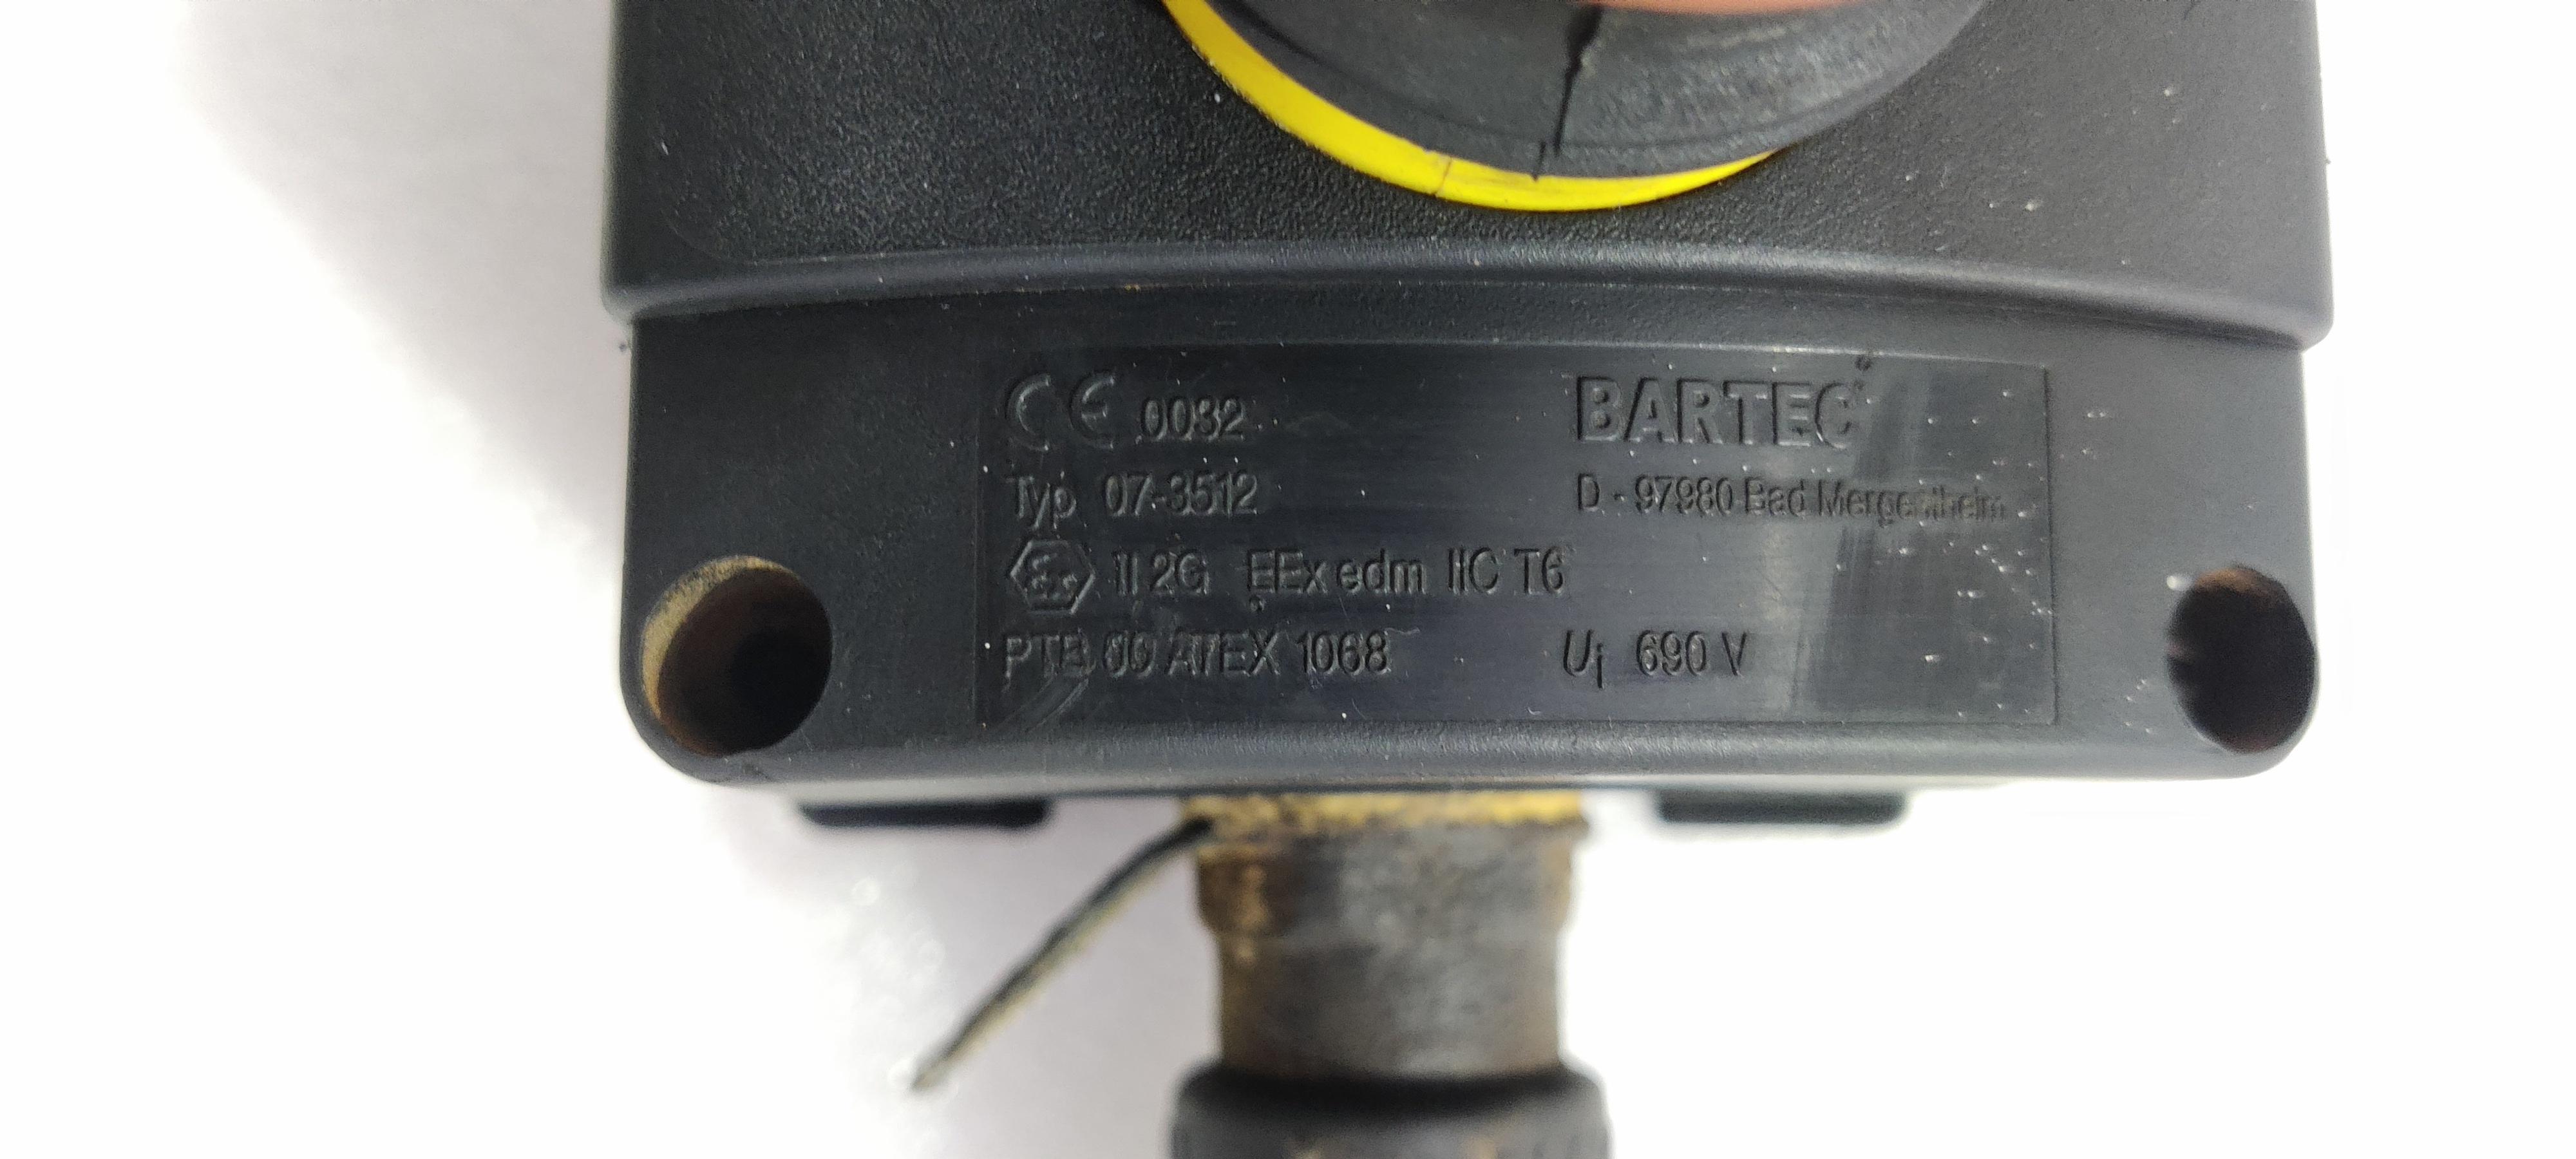 CE 0032
BARTEC
Typ 07-3512
D - 97980 Bad Mergentheim
Ex II 2G EEx edm IIC T6
PTB 00 ATEX 1068
Ui 690 V